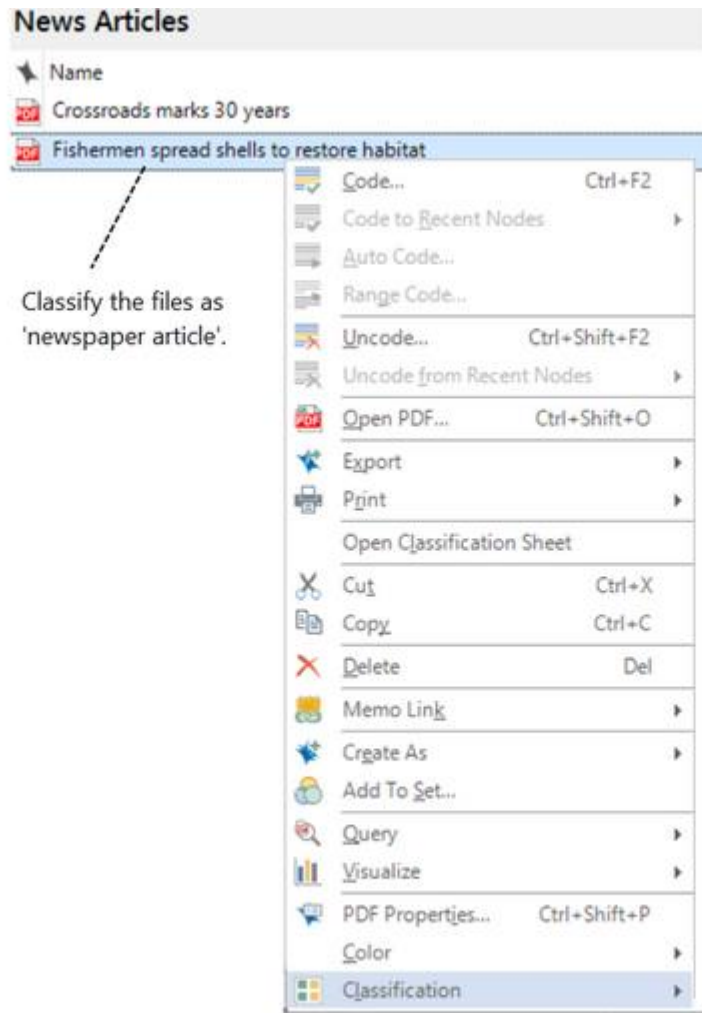 News Articles
Name
PDF Crossroads marks 30 years
PDF Fishermen spread shells to restore habitat
Classify the files as
'newspaper article'.
Code... Ctrl+F2
Code to Recent Nodes
Auto Code...
Range Code...
Uncode... Ctrl+Shift+F2
Uncode from Recent Nodes
PDF Open PDF... Ctrl+Shift+O
Export
Print
Open Classification Sheet
Cut Ctrl+X
Copy Ctrl+C
Delete Del
Memo Link
Create As
Add To Set...
Query
Visualize
PDF Properties... Ctrl+Shift+P
Color
Classification